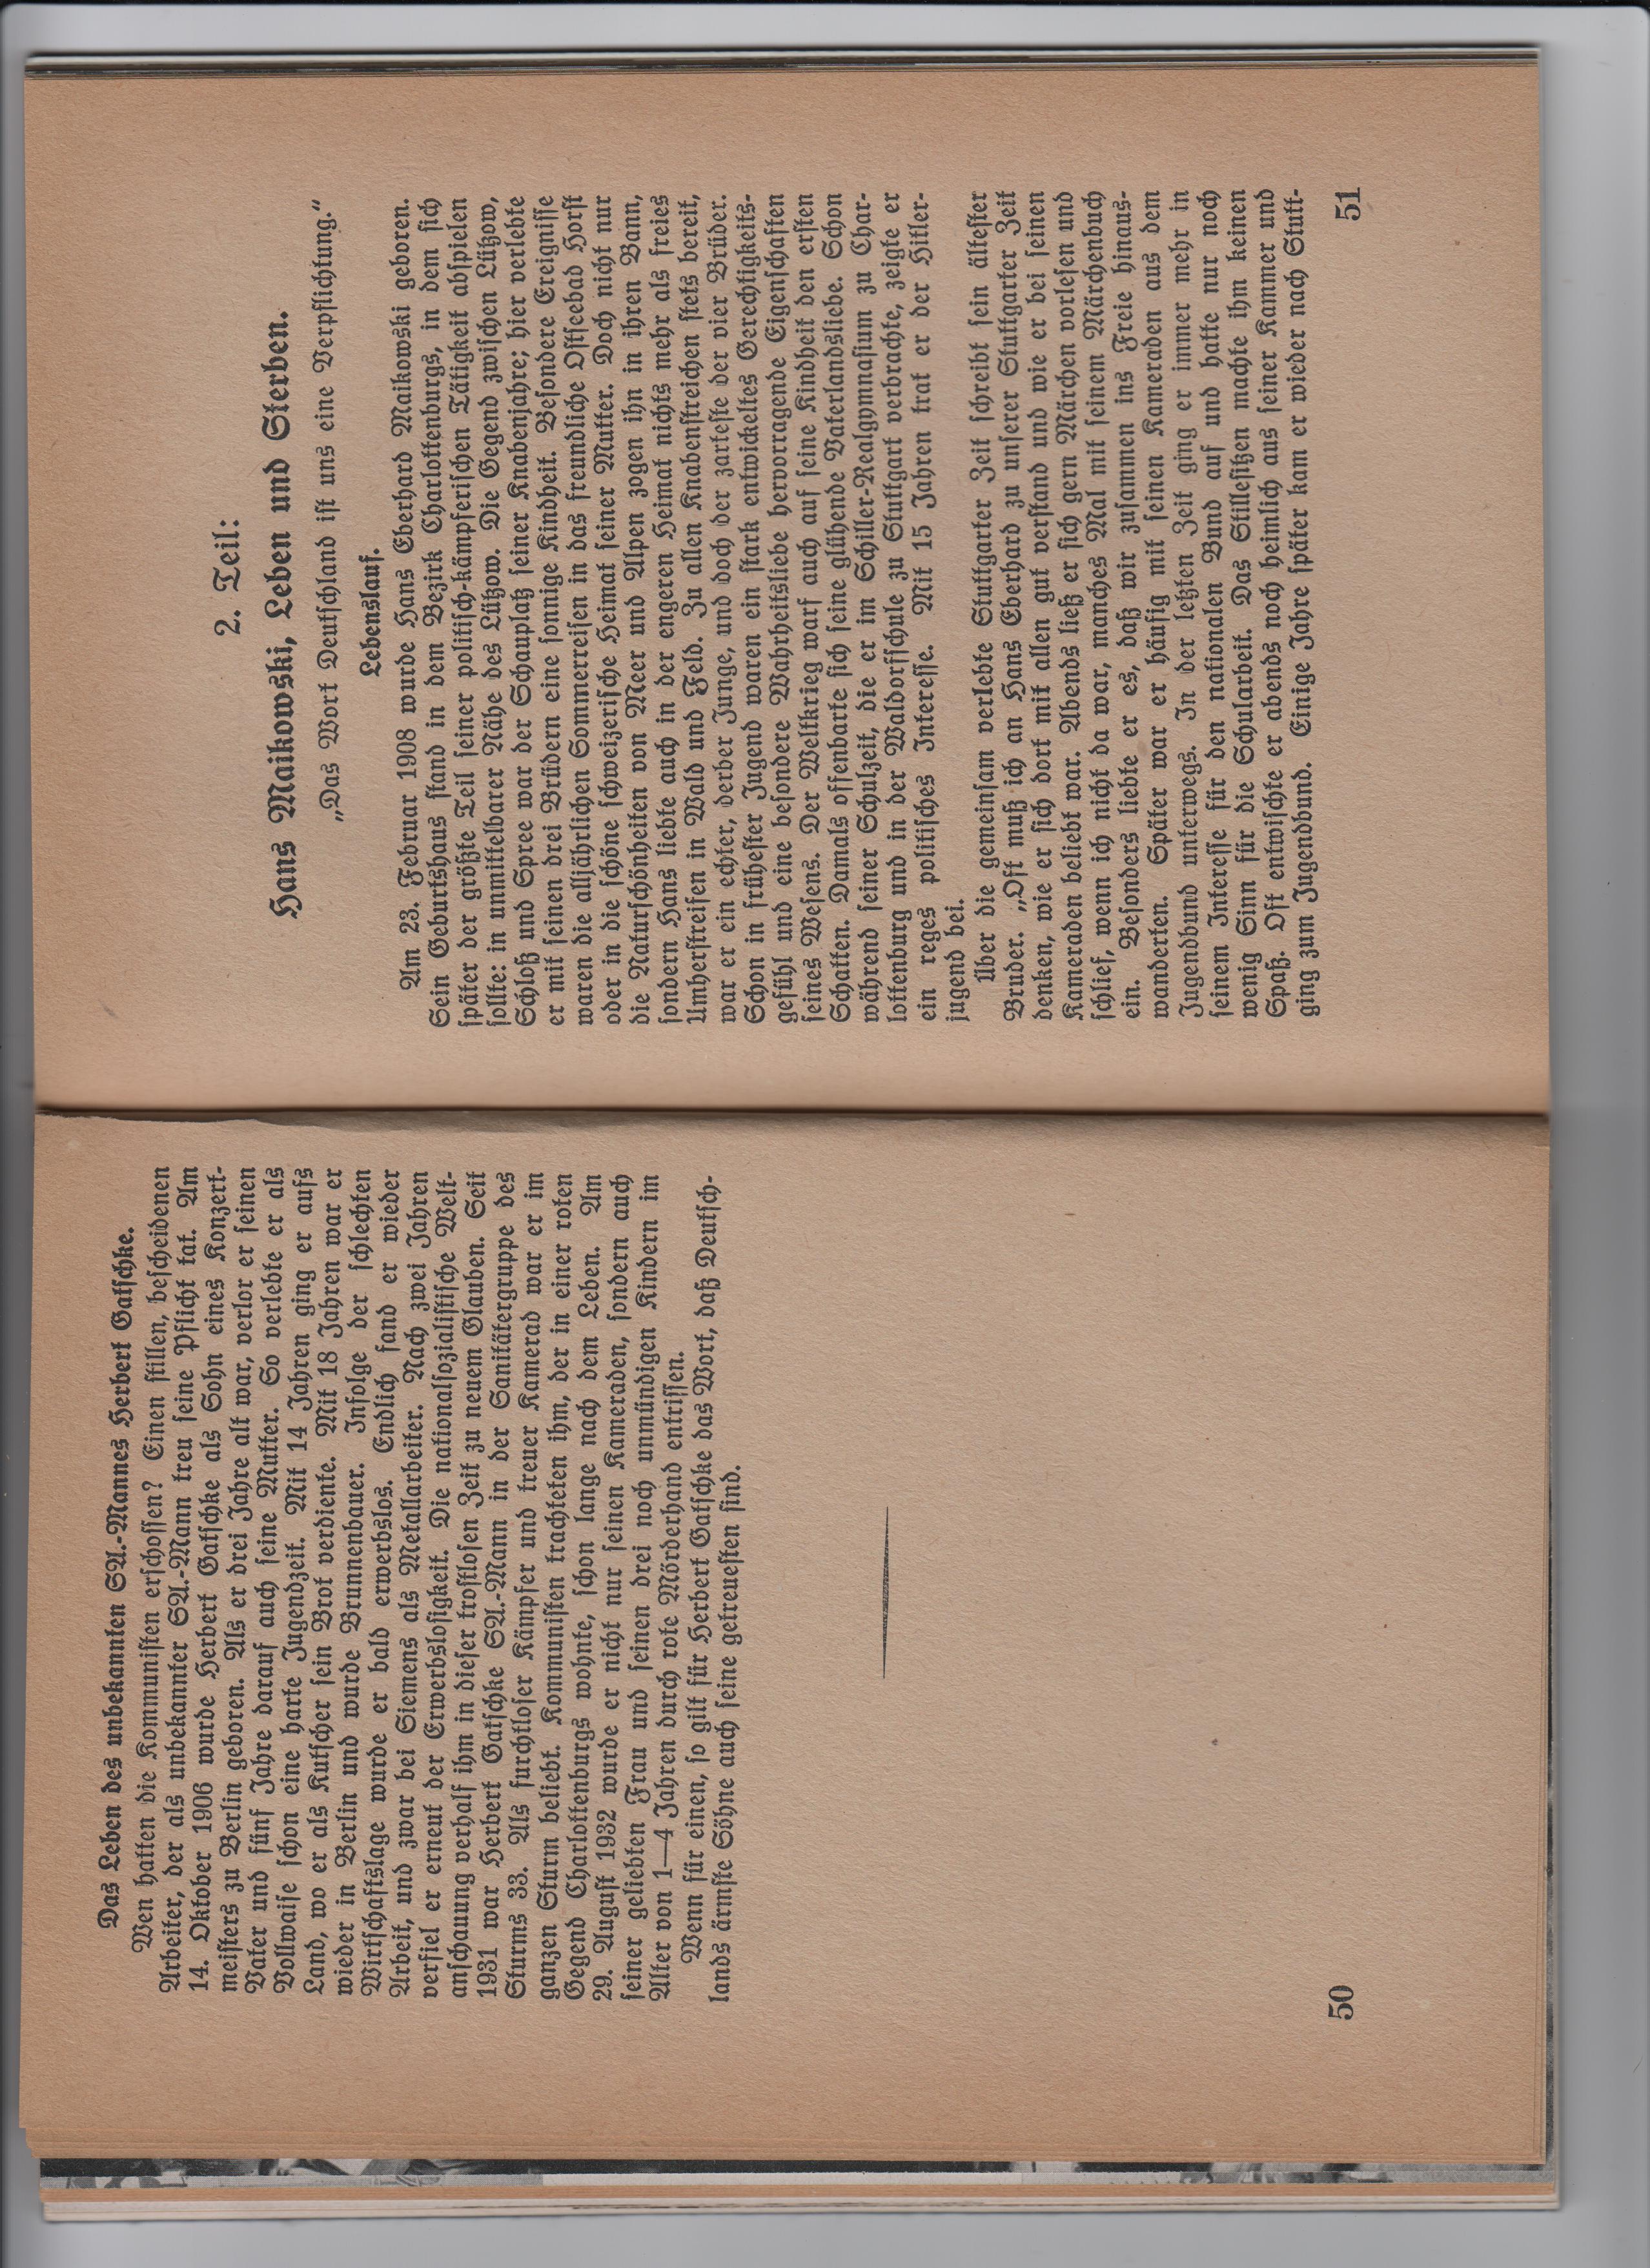 Das Leben des unbekannten SA.-Mannes Herbert Gatschke.
Wen hatten die Kommunisten erschossen? Einen stillen, bescheidenen
Arbeiter, der als unbekannter SA.-Mann treu seine Pflicht tat. Am
14. Oktober 1906 wurde Herbert Gatschke als Sohn eines Konzert-
meisters zu Berlin geboren. Als er drei Jahre alt war, verlor er seinen
Vater und fünf Jahre darauf auch seine Mutter. So verlebte er als
Vollwaise schon eine harte Jugendzeit. Mit 14 Jahren ging er aufs
Land, wo er als Kutscher sein Brot verdiente. Mit 18 Jahren war er
wieder in Berlin und wurde Brunnenbauer. Infolge der schlechten
Wirtschaftslage wurde er bald erwerbslos. Endlich fand er wieder
Arbeit, und zwar bei Siemens als Metallarbeiter. Nach zwei Jahren
verfiel er erneut der Erwerbslosigkeit. Die nationalsozialistische Welt-
anschauung verhalf ihm in dieser trostlosen Zeit zu neuem Glauben. Seit
1931 war Herbert Gatschke SA.-Mann in der Sanitätergruppe des
Sturms 33. Als furchtloser Kämpfer und treuer Kamerad war er im
ganzen Sturm beliebt. Kommunisten trachteten ihm, der in einer roten
Gegend Charlottenburgs wohnte, schon lange nach dem Leben. Am
29. August 1932 wurde er nicht nur seinen Kameraden, sondern auch
seiner geliebten Frau und seinen drei noch unmündigen Kindern im
Alter von 1—4 Jahren durch rote Mörderhand entrissen.
Wenn für einen, so gilt für Herbert Gatschke das Wort, daß Deutsch-
lands ärmste Söhne auch seine getreuesten sind.
50
2. Teil:
Hans Maikowski, Leben und Sterben.
„Das Wort Deutschland ist uns eine Verpflichtung.“
Lebenslauf.
Am 23. Februar 1908 wurde Hans Eberhard Maikowski geboren.
Sein Geburtshaus stand in dem Bezirk Charlottenburgs, in dem sich
später der größte Teil seiner politisch-kämpferischen Tätigkeit abspielen
sollte: in unmittelbarer Nähe des Lützow. Die Gegend zwischen Lützow,
Schloß und Spree war der Schauplatz seiner Knabenjahre; hier verlebte
er mit seinen drei Brüdern eine sonnige Kindheit. Besondere Ereignisse
waren die alljährlichen Sommerreisen in das freundliche Ostseebad Horst
oder in die schöne schweizerische Heimat seiner Mutter. Doch nicht nur
die Naturschönheiten von Meer und Alpen zogen ihn in ihren Bann,
sondern Hans liebte auch in der engeren Heimat nichts mehr als freies
Umherstreifen in Wald und Feld. Zu allen Knabenstreichen stets bereit,
war er ein echter, derber Junge, und doch der zarteste der vier Brüder.
Schon in frühester Jugend waren ein stark entwickeltes Gerechtigkeits-
gefühl und eine besondere Wahrheitsliebe hervorragende Eigenschaften
seines Wesens. Der Weltkrieg warf auch auf seine Kindheit den ersten
Schatten. Damals offenbarte sich seine glühende Vaterlandsliebe. Schon
während seiner Schulzeit, die er im Schiller-Realgymnasium zu Char-
lottenburg und in der Waldorfschule zu Stuttgart verbrachte, zeigte er
ein reges politisches Interesse. Mit 15 Jahren trat er der Hitler-
jugend bei.
Über die gemeinsam verlebte Stuttgarter Zeit schreibt sein ältester
Bruder. „Oft muß ich an Hans Eberhard zu unserer Stuttgarter Zeit
denken, wie er sich dort mit allen gut verstand und wie er bei seinen
Kameraden beliebt war. Abends ließ er sich gern Märchen vorlesen und
schlief, wenn ich nicht da war, manches Mal mit seinem Märchenbuch
ein. Besonders liebte er es, daß wir zusammen ins Freie hinaus-
wanderten. Später war er häufig mit seinen Kameraden aus dem
Jugendbund unterwegs. In der letzten Zeit ging er immer mehr in
seinem Interesse für den nationalen Bund auf und hatte nur noch
wenig Sinn für die Schularbeit. Das Stillesitzen machte ihm keinen
Spaß. Oft entwischte er abends noch heimlich aus seiner Kammer und
ging zum Jugendbund. Einige Jahre später kam er wieder nach Stutt-
51